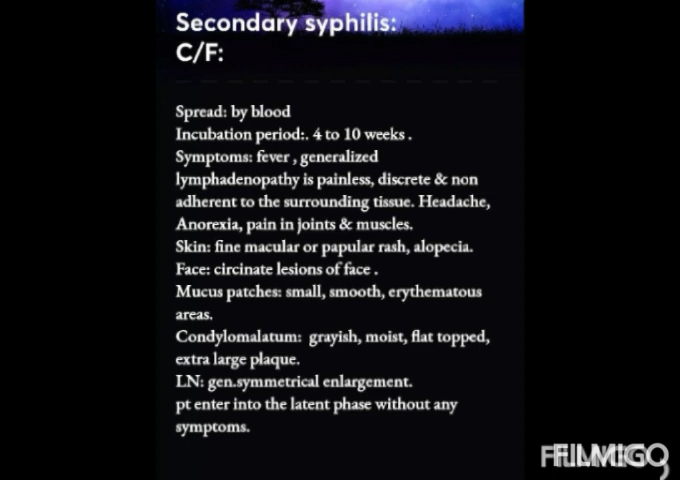 Secondary syphilis:
C/F:
Spread: by blood
Incubation period:. 4 to 10 weeks .
Symptoms: fever , generalized
lymphadenopathy is painless, discrete & non
adherent to the surrounding tissue. Headache,
Anorexia, pain in joints & muscles.
Skin: fine macular or papular rash, alopecia.
Face: circinate lesions of face .
Mucus patches: small, smooth, erythematous
areas.
Condylomalatum:  grayish, moist, flat topped,
extra large plaque.
LN: gen.symmetrical enlargement.
pt enter into the latent phase without any
symptoms.
FILMIGO